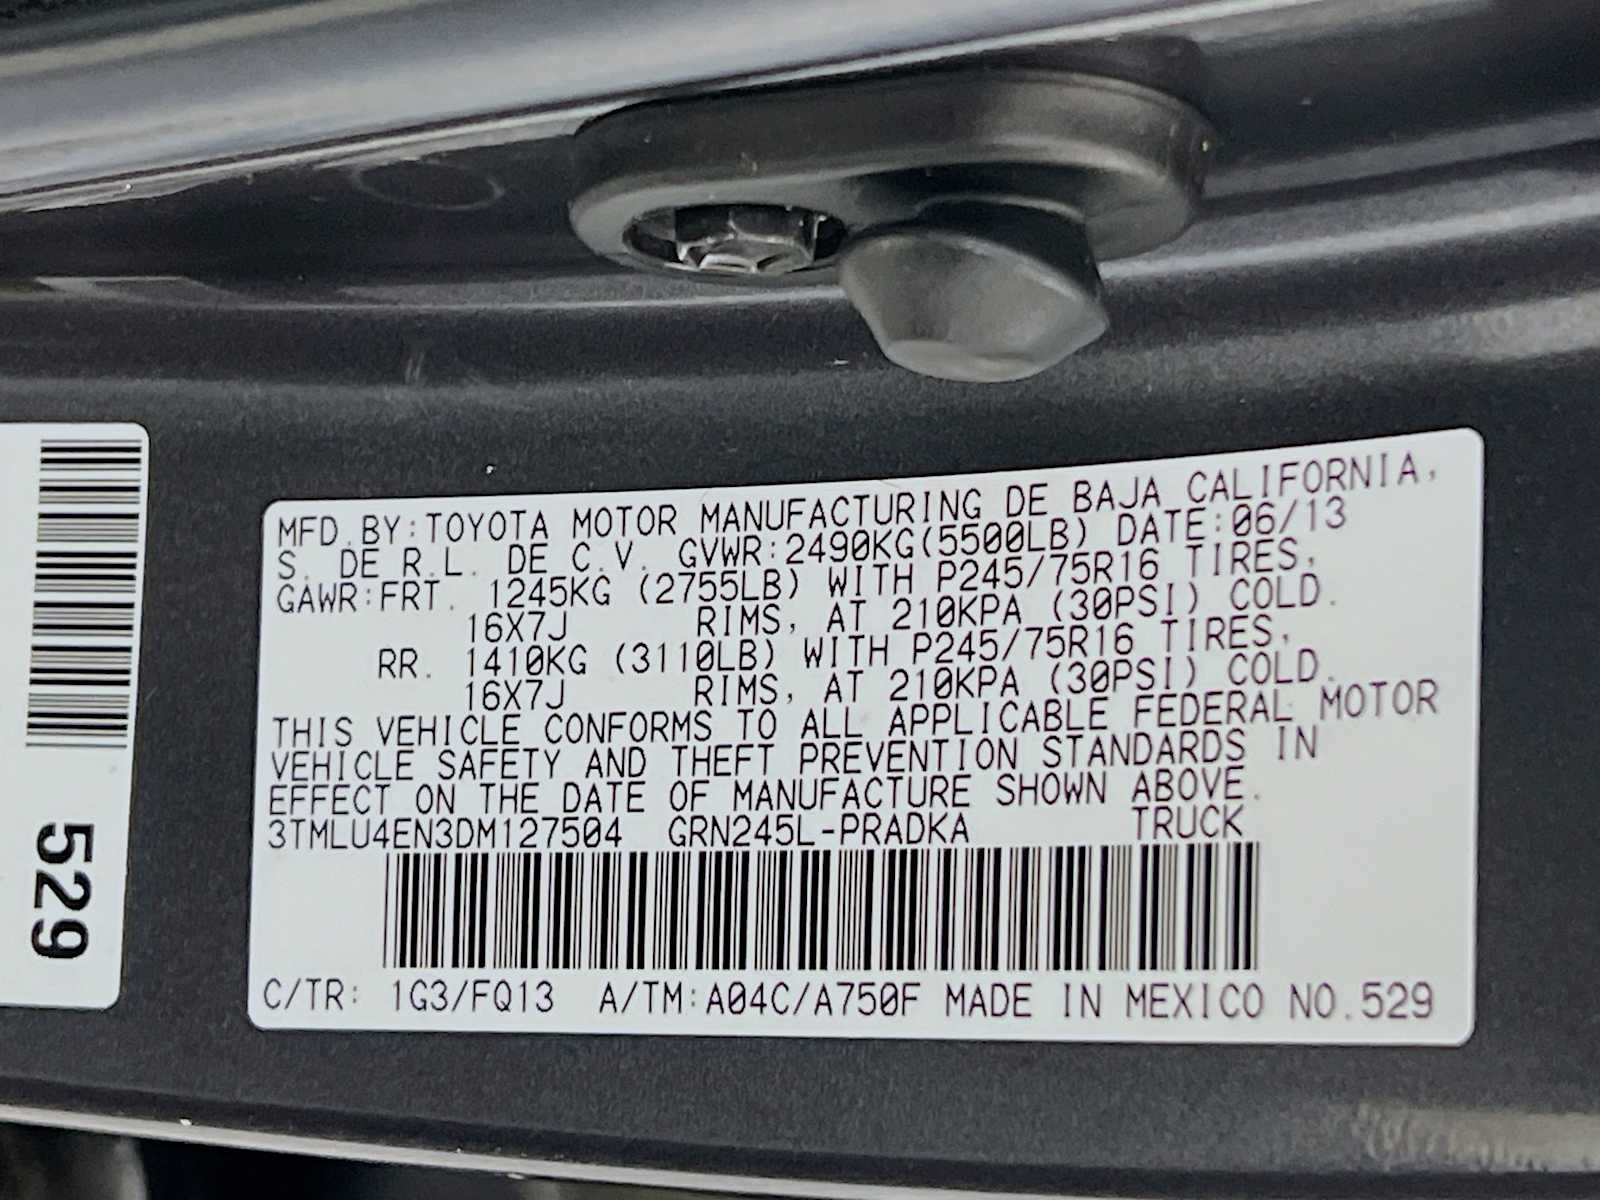 MFD.BY:TOYOTA MOTOR MANUFACTURING DE BAJA CALIFORNIA,
S. DE R.L. DE C.V. GVWR:2490KG(5500LB) DATE:06/13
GAWR:FRT. 1245KG (2755LB) WITH P245/75R16 TIRES,
16X7J RIMS, AT 210KPA (30PSI) COLD.
RR. 1410KG (3110LB) WITH P245/75R16 TIRES,
16X7J RIMS, AT 210KPA (30PSI) COLD.
THIS VEHICLE CONFORMS TO ALL APPLICABLE FEDERAL MOTOR
VEHICLE SAFETY AND THEFT PREVENTION STANDARDS IN
EFFECT ON THE DATE OF MANUFACTURE SHOWN ABOVE.
3TMLU4EN3DM127504 GRN245L-PRADKA TRUCK
C/TR: 1G3/FQ13 A/TM:A04C/A750F MADE IN MEXICO NO.529
529